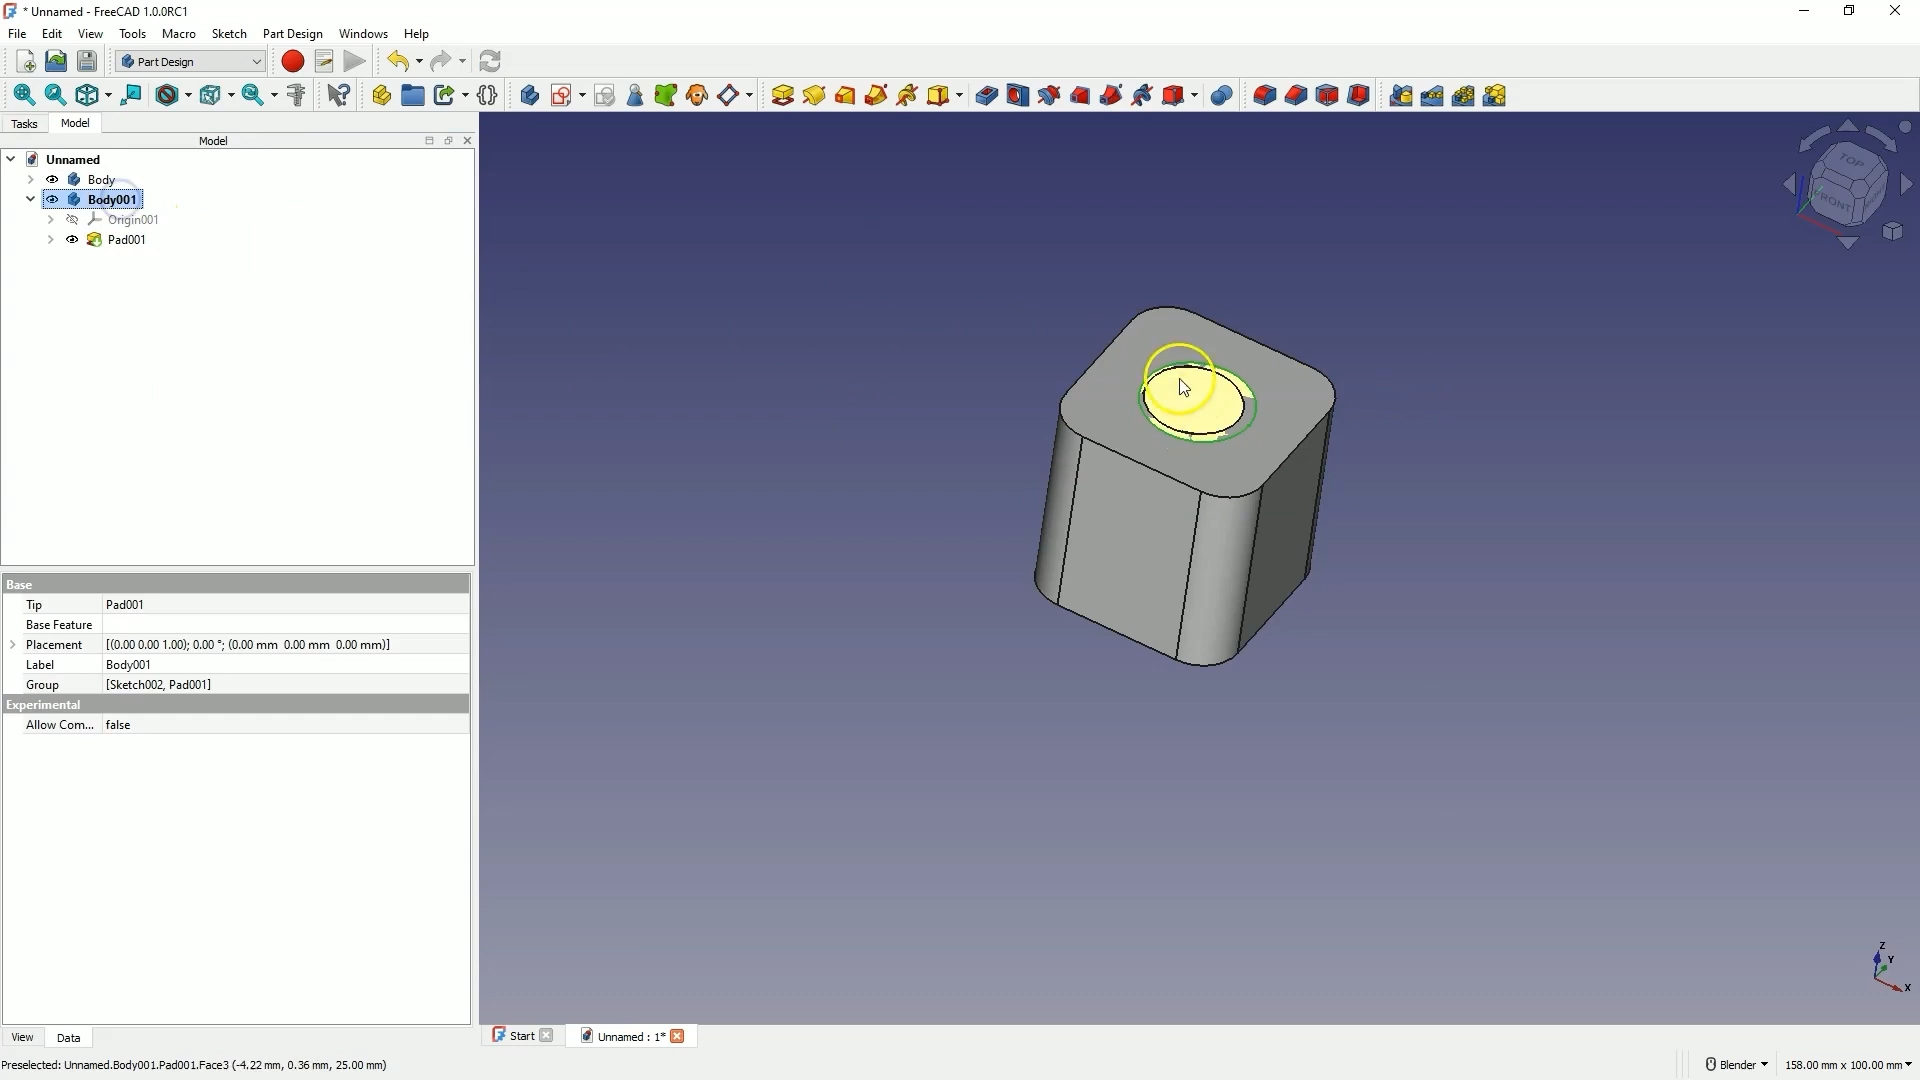 * Unnamed - FreeCAD 1.0.0RC1
File Edit View Tools Macro Sketch Part Design Windows Help
Part Design
Tasks Model
Model
Unnamed
Body
Body001
Origin001
Pad001
TOP
FRONT
Base
Tip Pad001
Base Feature
Placement [(0.00 0.00 1.00); 0.00 °; (0.00 mm 0.00 mm 0.00 mm)]
Label Body001
Group [Sketch002, Pad001]
Experimental
Allow Com... false
Z
Y
X
View Data
Start Unnamed : 1*
Preselected: Unnamed.Body001.Pad001.Face3 (-4.22 mm, 0.36 mm, 25.00 mm)
Blender 158.00 mm x 100.00 mm